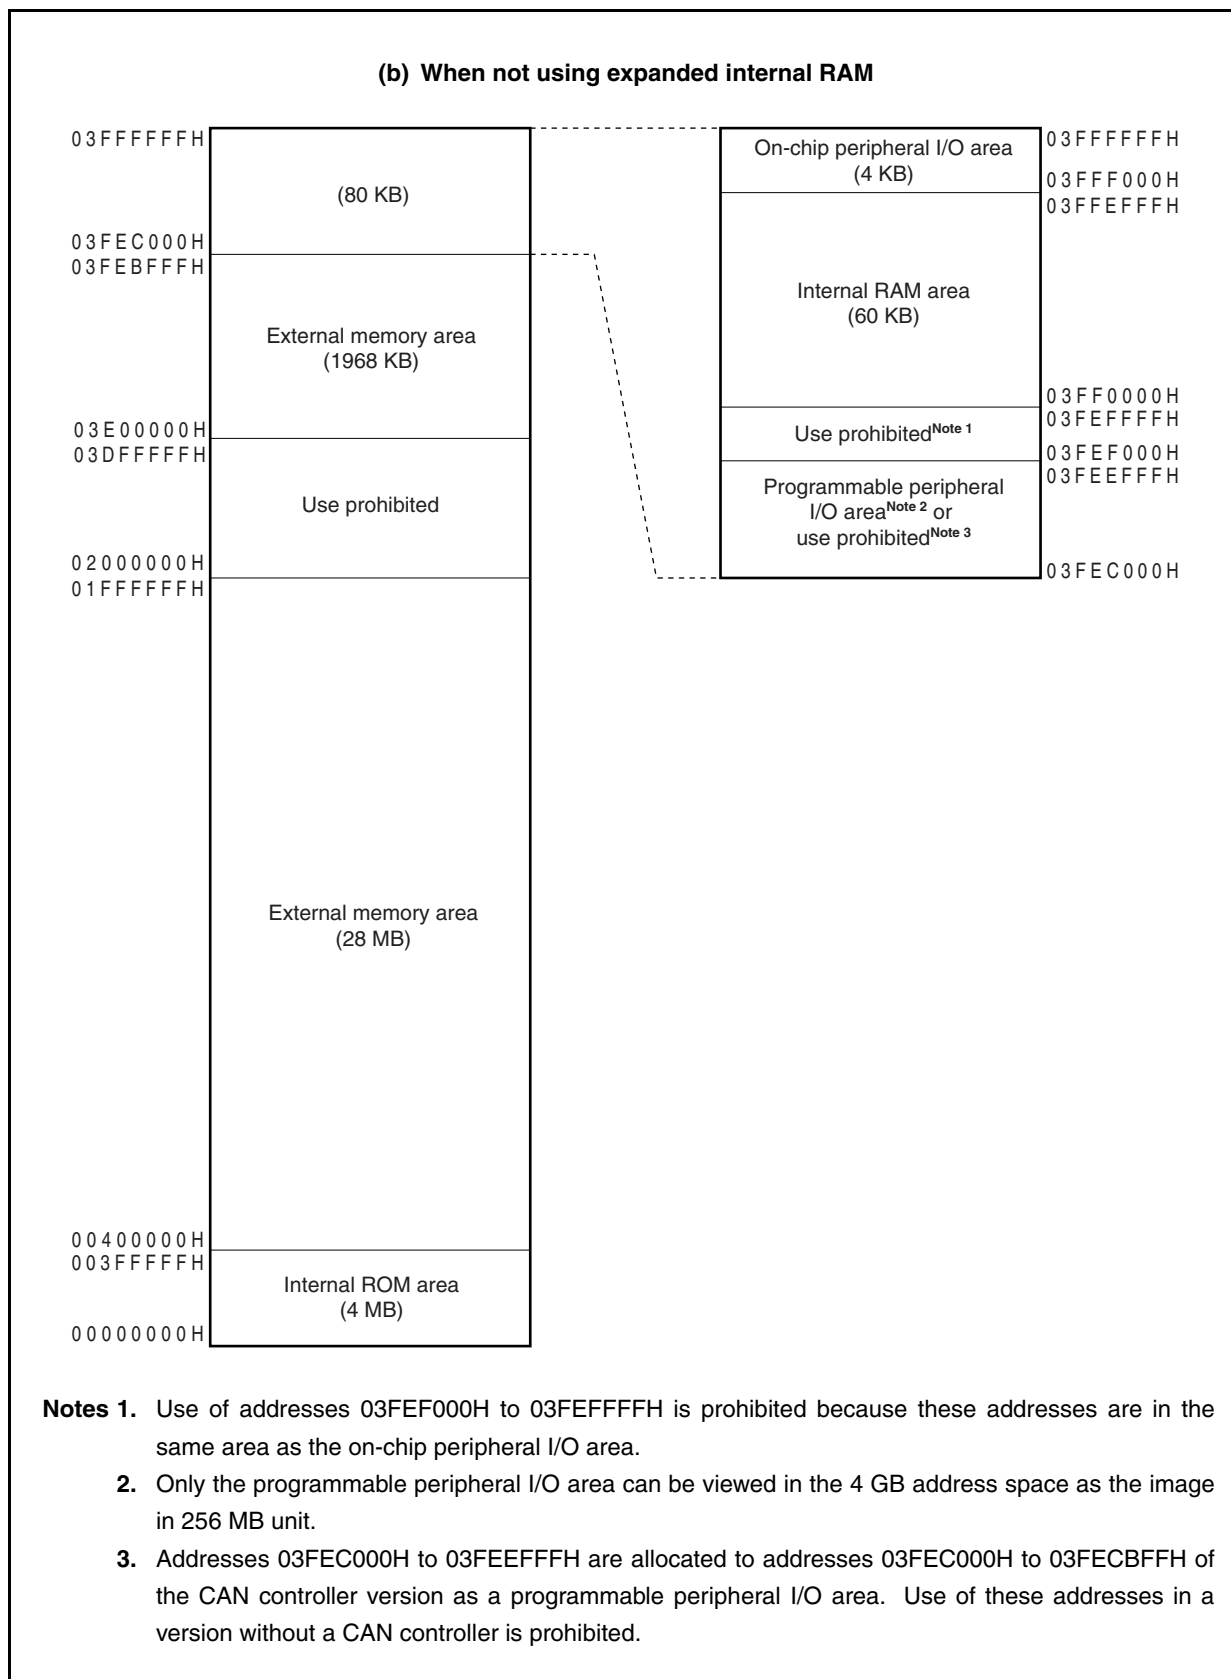 (b) When not using expanded internal RAM
03FFFFFFH
(80 KB)
03FEC000H
03FEBFFFH
External memory area
(1968 KB)
03E00000H
03DFFFFFH
Use prohibited
02000000H
01FFFFFFH
External memory area
(28 MB)
00400000H
003FFFFFH
Internal ROM area
(4 MB)
00000000H
On-chip peripheral I/O area
(4 KB)
03FFFFFFH
03FFF000H
03FFEFFFH
Internal RAM area
(60 KB)
03FF0000H
03FEFFFFH
Use prohibitedNote 1
03FEF000H
03FEEFFFH
Programmable peripheral
I/O areaNote 2 or
use prohibitedNote 3
03FEC000H
Notes 1. Use of addresses 03FEF000H to 03FEFFFFH is prohibited because these addresses are in the
same area as the on-chip peripheral I/O area.
2. Only the programmable peripheral I/O area can be viewed in the 4 GB address space as the image
in 256 MB unit.
3. Addresses 03FEC000H to 03FEEFFFH are allocated to addresses 03FEC000H to 03FECBFFH of
the CAN controller version as a programmable peripheral I/O area. Use of these addresses in a
version without a CAN controller is prohibited.